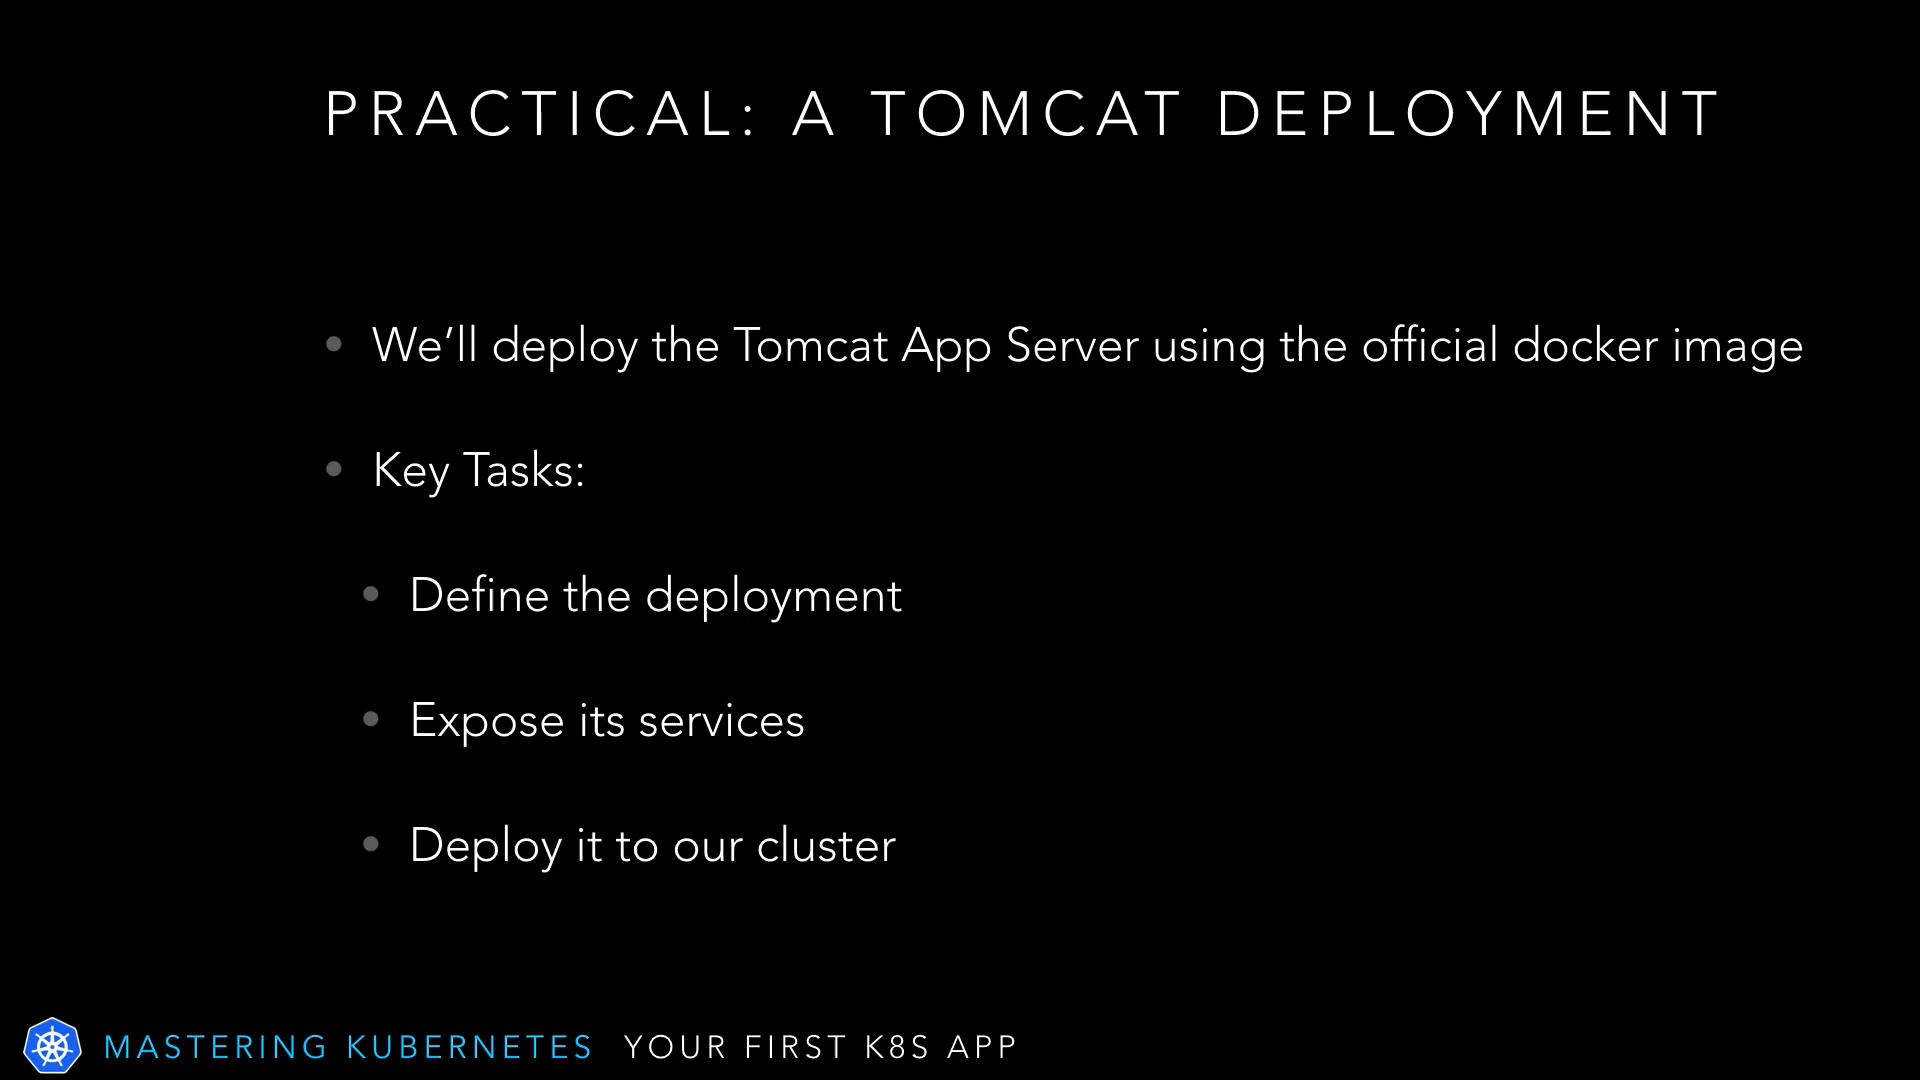 PRACTICAL: A TOMCAT DEPLOYMENT
• We’ll deploy the Tomcat App Server using the official docker image
• Key Tasks:
• Define the deployment
• Expose its services
• Deploy it to our cluster
MASTERING KUBERNETES YOUR FIRST K8S APP